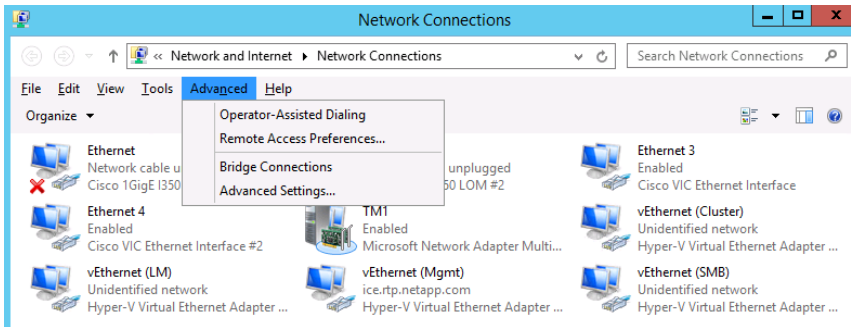 Network Connections
« Network and Internet Network Connections
Search Network Connections
File Edit View Tools Advanced Help
Organize
Operator-Assisted Dialing
Remote Access Preferences...
Bridge Connections
Advanced Settings...
Ethernet
Network cable u
Cisco 1GigE I350
unplugged
50 LOM #2
Ethernet 3
Enabled
Cisco VIC Ethernet Interface
Ethernet 4
Enabled
Cisco VIC Ethernet Interface #2
TM1
Enabled
Microsoft Network Adapter Multi...
vEthernet (Cluster)
Unidentified network
Hyper-V Virtual Ethernet Adapter ...
vEthernet (LM)
Unidentified network
Hyper-V Virtual Ethernet Adapter ...
vEthernet (Mgmt)
ice.rtp.netapp.com
Hyper-V Virtual Ethernet Adapter ...
vEthernet (SMB)
Unidentified network
Hyper-V Virtual Ethernet Adapter ...